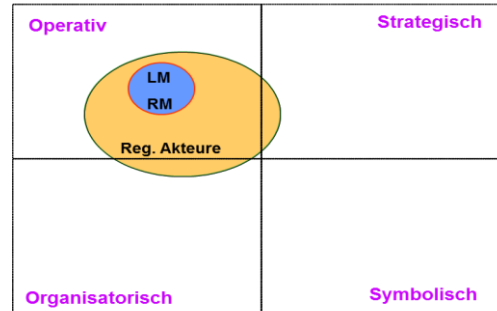 Operativ
Strategisch
LM
RM
Reg. Akteure
Organisatorisch
Symbolisch